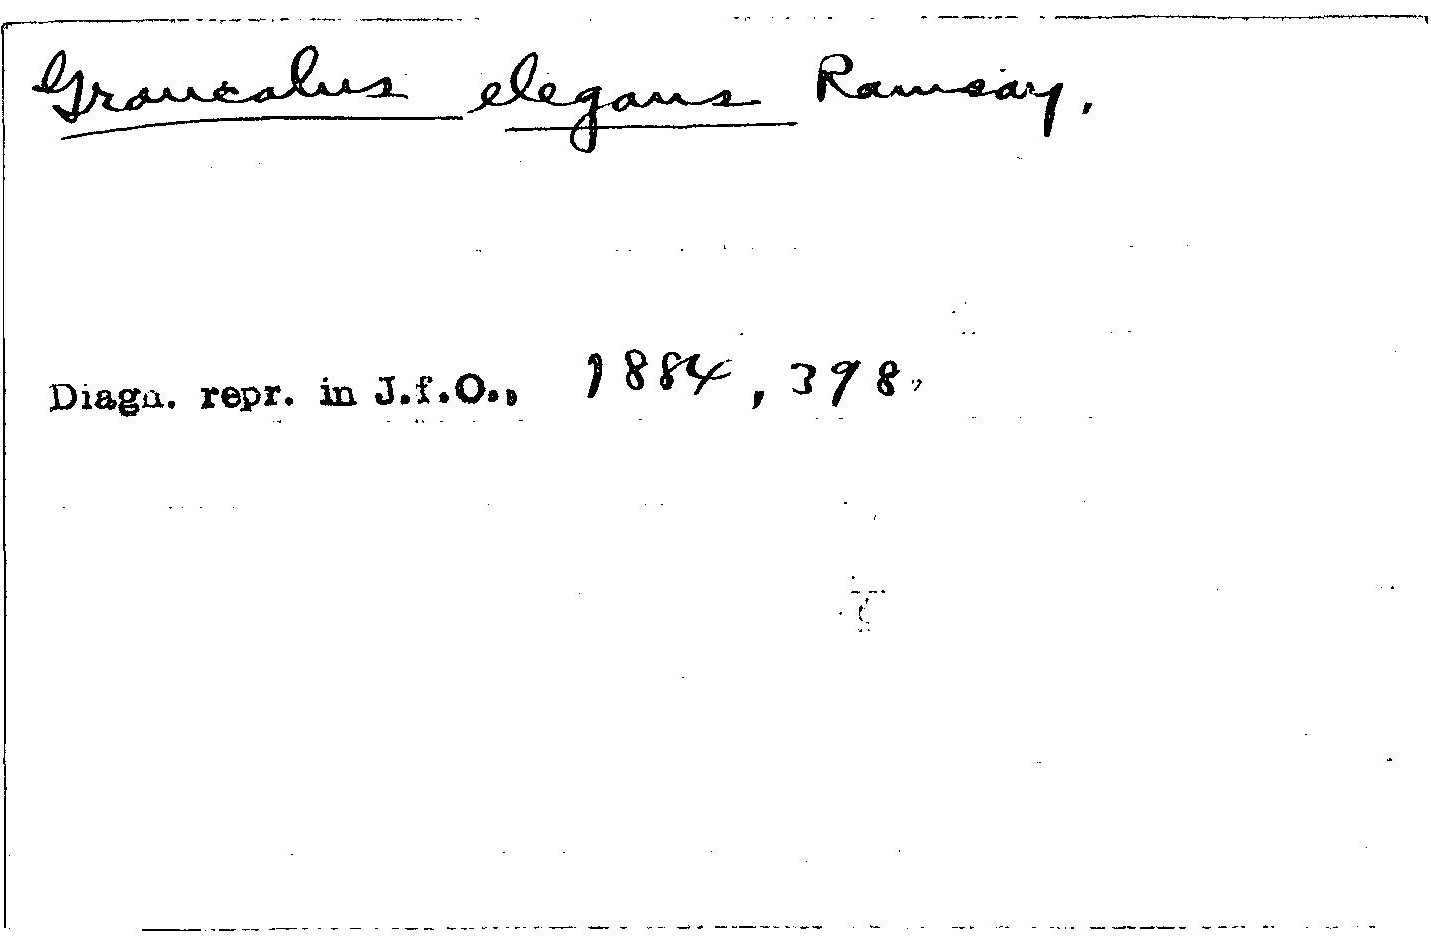 Graucalus elegans Ramsay.
Diagn. repr. in J.f.O., 1884, 398.